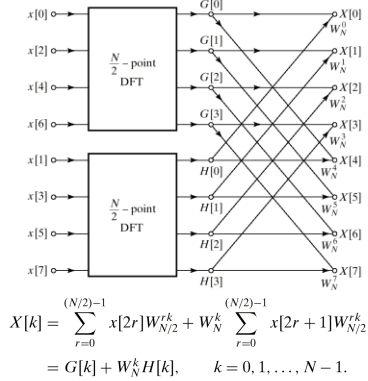 G[0]
x[0] X[0]
W_N^0
G[1]
x[2] N/2 – point X[1]
DFT W_N^1
G[2]
x[4] X[2]
W_N^2
G[3]
x[6] X[3]
W_N^3
x[1] X[4]
H[0] W_N^4
x[3] N/2 – point X[5]
DFT H[1] W_N^5
x[5] X[6]
H[2] W_N^6
x[7] X[7]
H[3] W_N^7
X[k] = \sum_{r=0}^{(N/2)-1} x[2r]W_{N/2}^{rk} + W_N^k \sum_{r=0}^{(N/2)-1} x[2r + 1]W_{N/2}^{rk}
= G[k] + W_N^k H[k], k = 0, 1, . . . , N − 1.